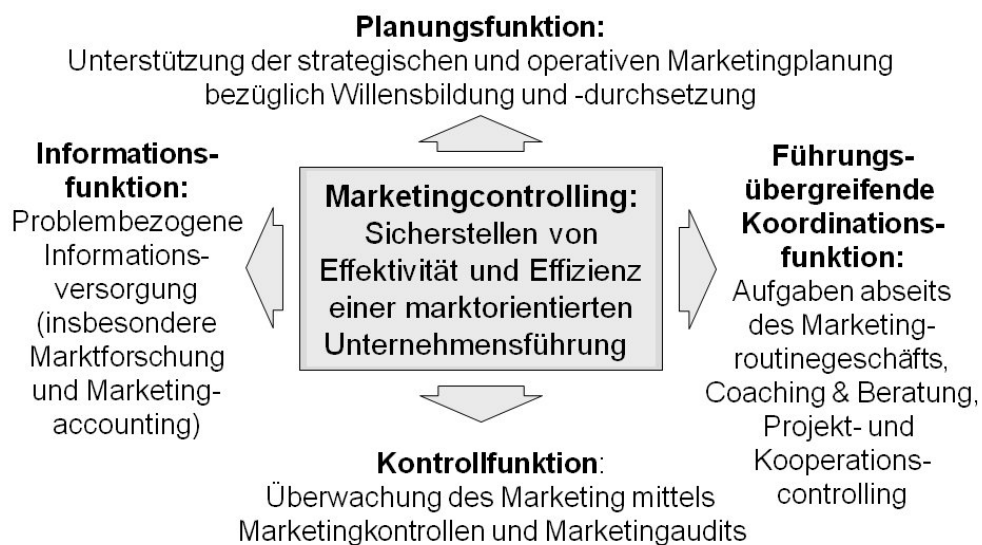 Planungsfunktion:
Unterstützung der strategischen und operativen Marketingplanung
bezüglich Willensbildung und -durchsetzung
Informations-
funktion:
Problembezogene
Informations-
versorgung
(insbesondere
Marktforschung
und Marketing-
accounting)
Marketingcontrolling:
Sicherstellen von
Effektivität und Effizienz
einer marktorientierten
Unternehmensführung
Führungs-
übergreifende
Koordinations-
funktion:
Aufgaben abseits
des Marketing-
routinegeschäfts,
Coaching & Beratung,
Projekt- und
Kooperations-
controlling
Kontrollfunktion:
Überwachung des Marketing mittels
Marketingkontrollen und Marketingaudits